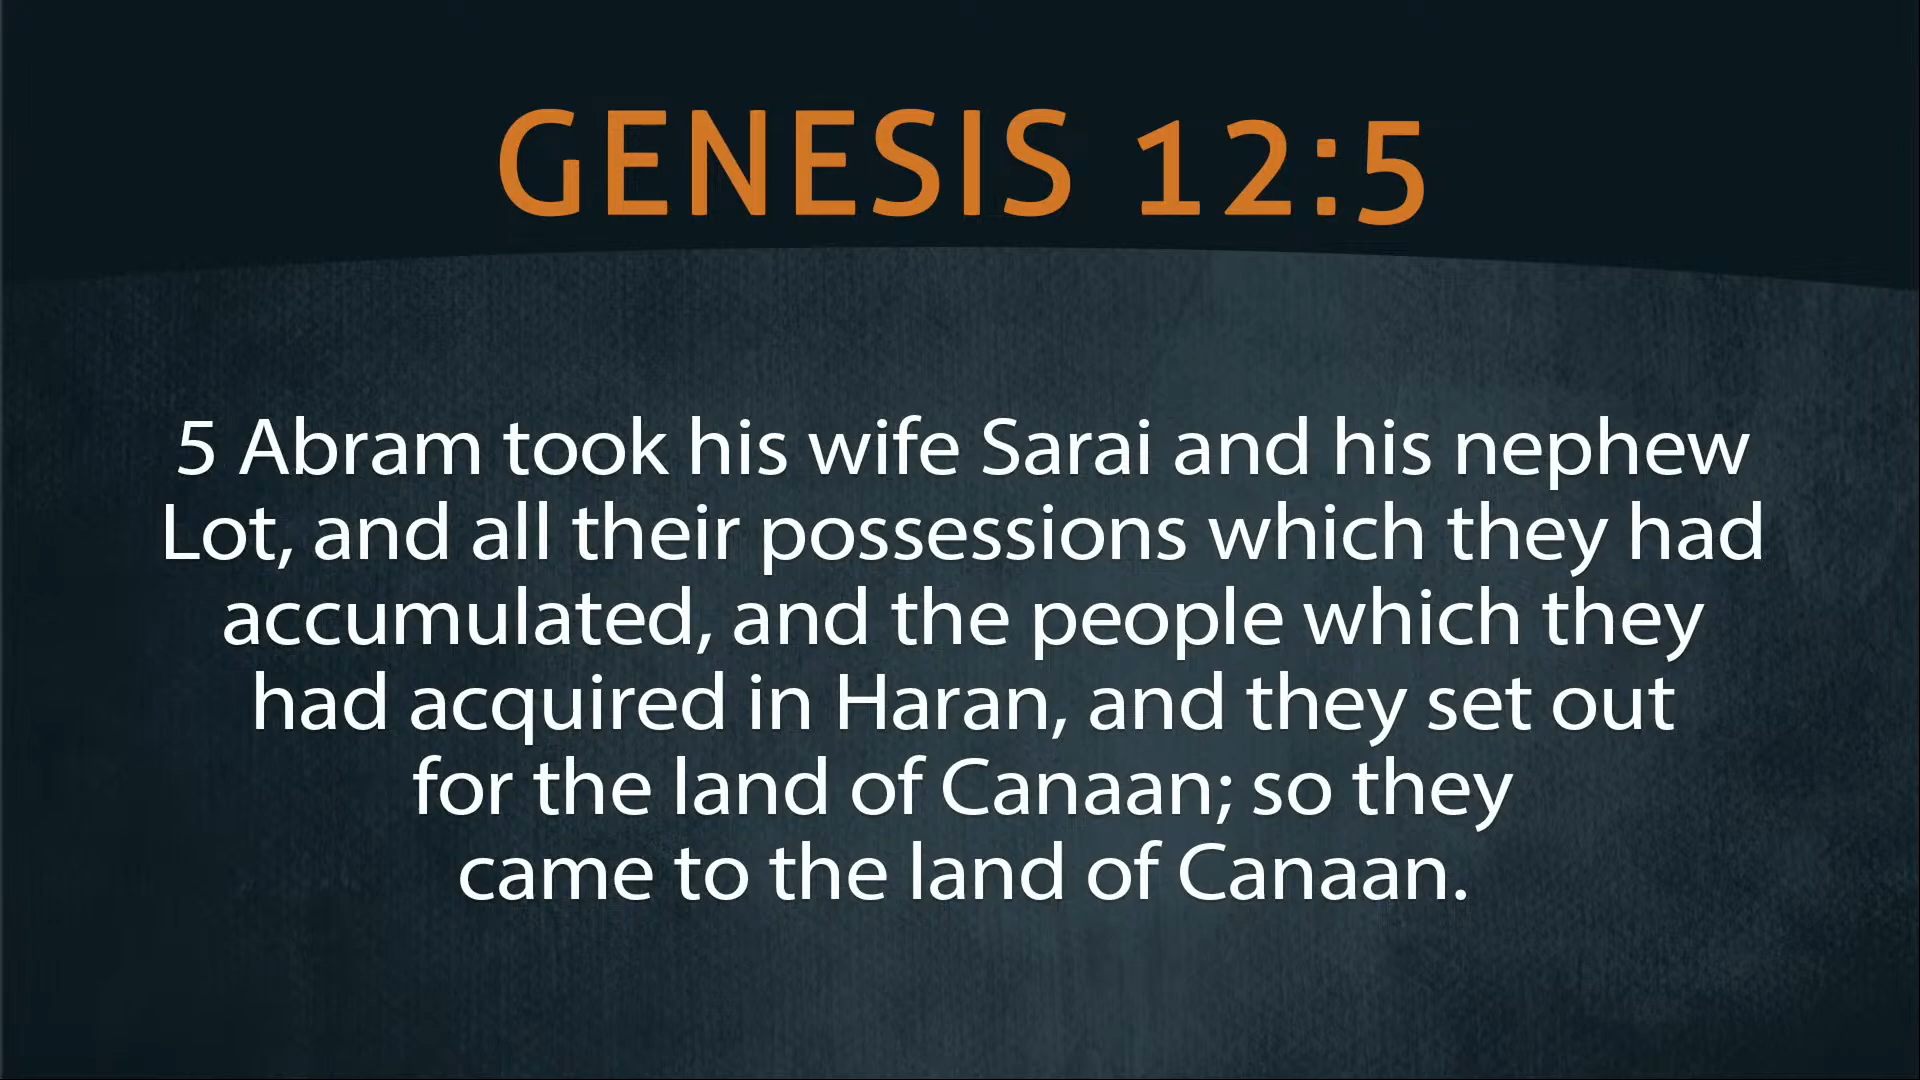 GENESIS 12:5
5 Abram took his wife Sarai and his nephew
Lot, and all their possessions which they had
accumulated, and the people which they
had acquired in Haran, and they set out
for the land of Canaan; so they
came to the land of Canaan.